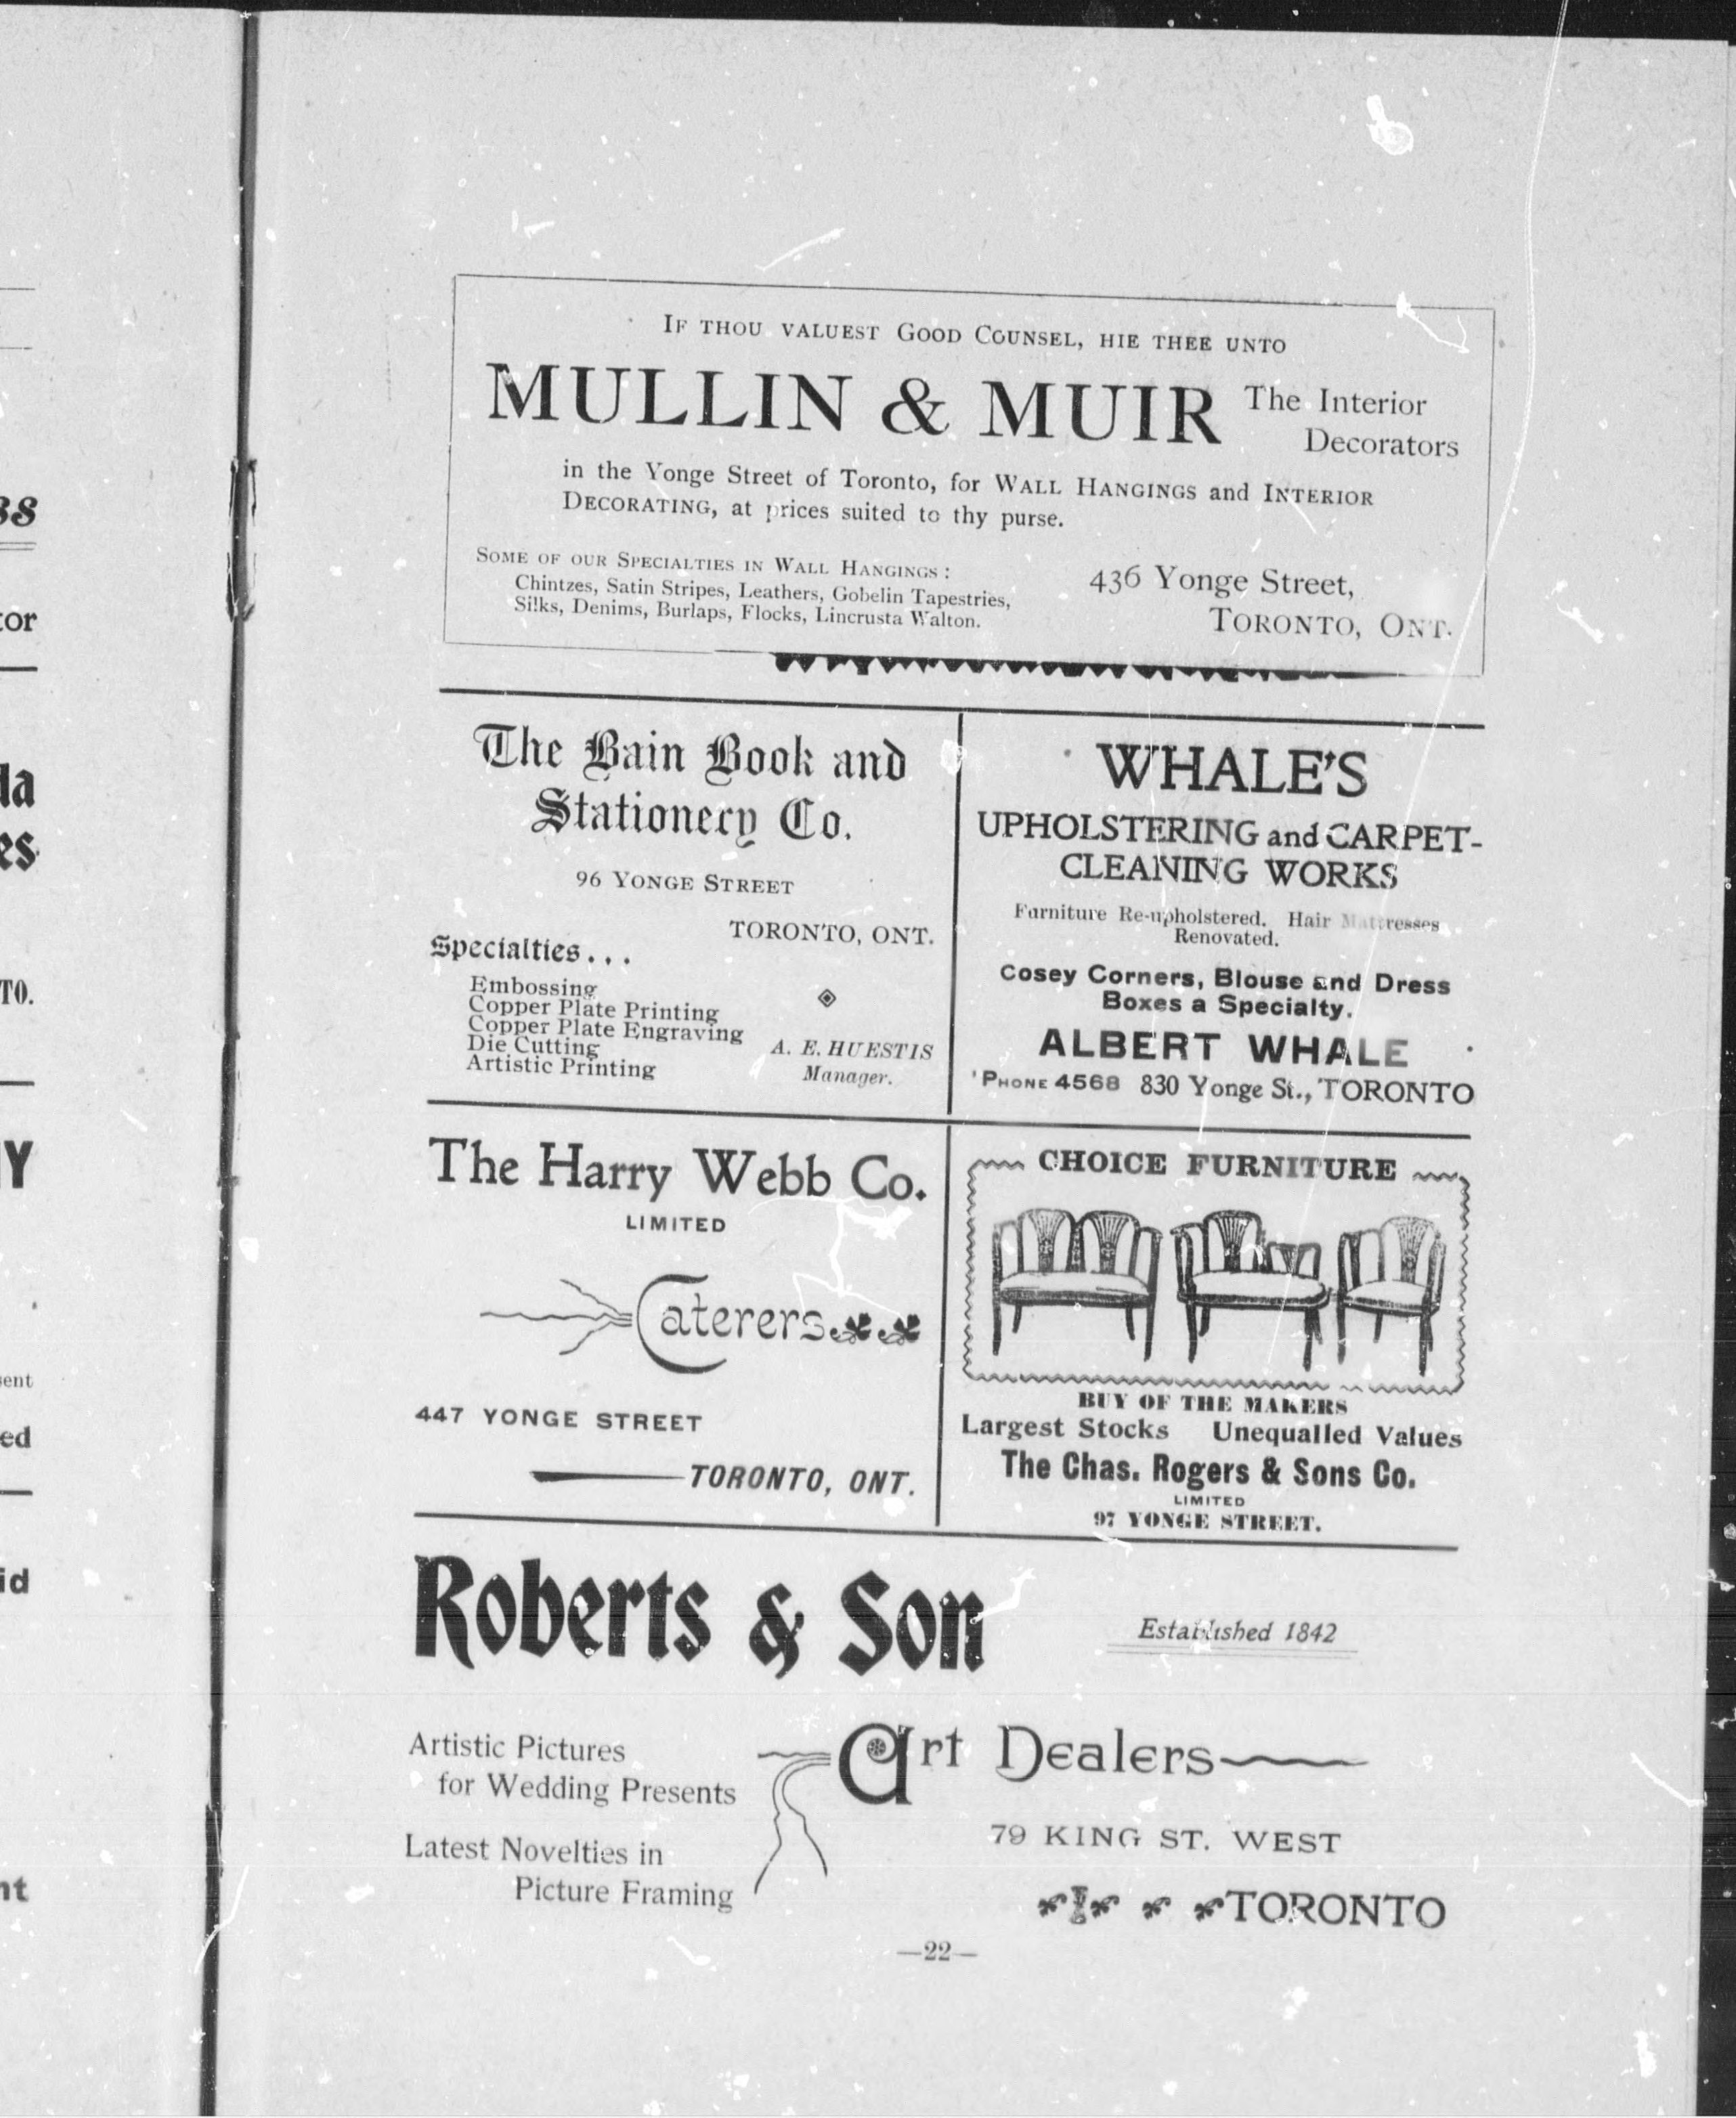 IF THOU VALUEST GOOD COUNSEL, HIE THEE UNTO
MULLIN & MUIR The Interior
Decorators
in the Yonge Street of Toronto, for WALL HANGINGS and INTERIOR
DECORATING, at prices suited to thy purse.
SOME OF OUR SPECIALTIES IN WALL HANGINGS:
Chintzes, Satin Stripes, Leathers, Gobelin Tapestries,
Silks, Denims, Burlaps, Flocks, Lincrusta Walton.
436 Yonge Street,
TORONTO, ONT.
The Bain Book and
Stationery Co.
96 YONGE STREET
TORONTO, ONT.
Specialties...
Embossing
Copper Plate Printing
Copper Plate Engraving
Die Cutting
Artistic Printing
A. E. HUESTIS
Manager.
WHALE'S
UPHOLSTERING and CARPET-
CLEANING WORKS
Furniture Re-upholstered. Hair Mattresses
Renovated.
Cosey Corners, Blouse and Dress
Boxes a Specialty.
ALBERT WHALE
'PHONE 4568 830 Yonge St., TORONTO
The Harry Webb Co.
LIMITED
Caterers
447 YONGE STREET
TORONTO, ONT.
CHOICE FURNITURE
BUY OF THE MAKERS
Largest Stocks Unequalled Values
The Chas. Rogers & Sons Co.
LIMITED
97 YONGE STREET.
Roberts & Son
Established 1842
Artistic Pictures
for Wedding Presents
Latest Novelties in
Picture Framing
Art Dealers
79 KING ST. WEST
TORONTO
—22—